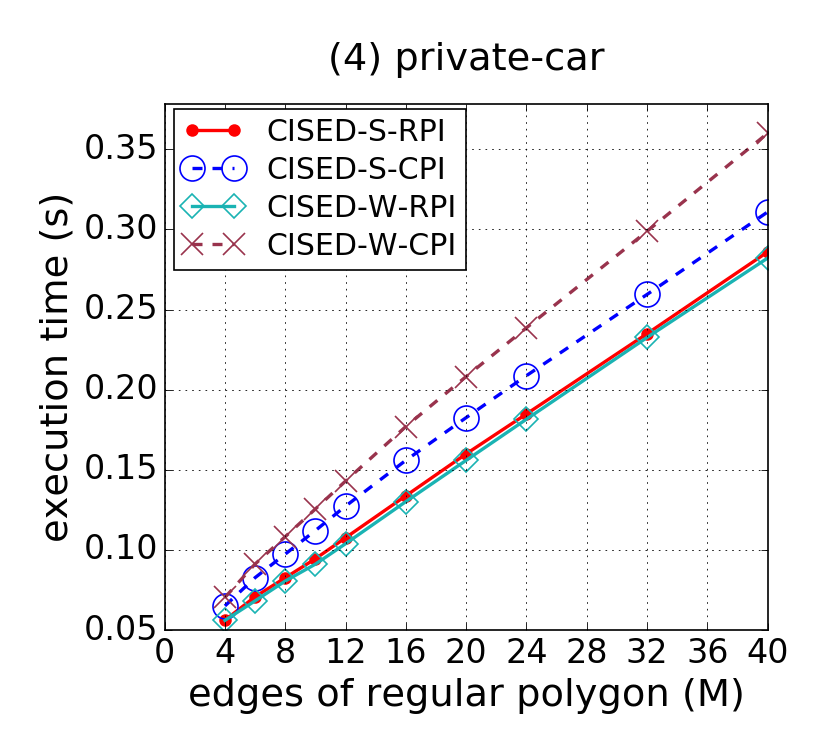 (4) private-car
CISED-S-RPI
CISED-S-CPI
CISED-W-RPI
CISED-W-CPI
execution time (s)
0.35
0.30
0.25
0.20
0.15
0.10
0.05
0 4 8 12 16 20 24 28 32 36 40
edges of regular polygon (M)